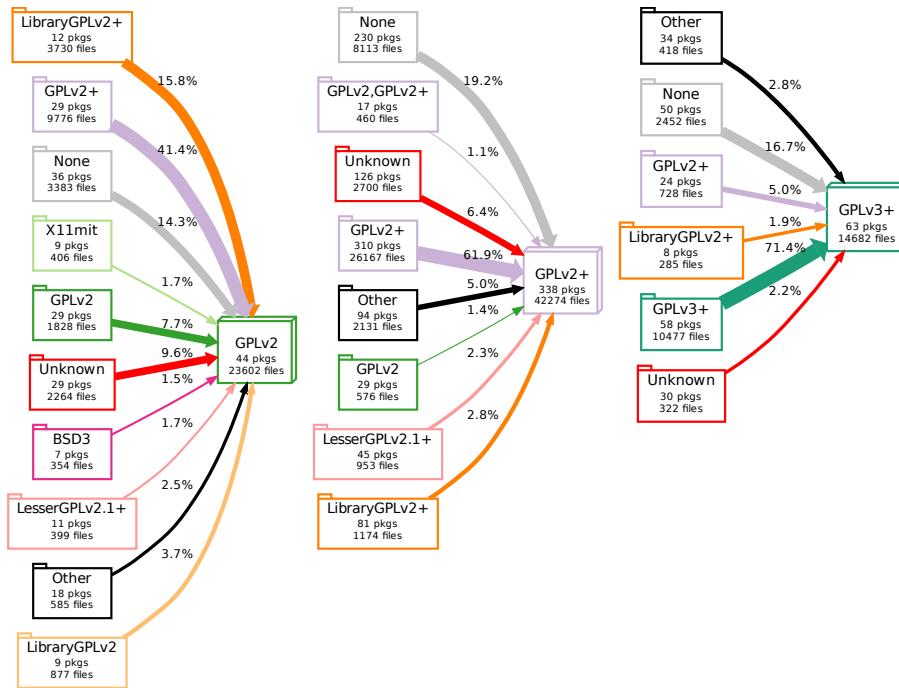 LibraryGPLv2+
12 pkgs
3730 files
15.8%
GPLv2+
29 pkgs
9776 files
41.4%
None
36 pkgs
3383 files
14.3%
X11mit
9 pkgs
406 files
1.7%
GPLv2
29 pkgs
1828 files
7.7%
Unknown
29 pkgs
2264 files
9.6%
BSD3
7 pkgs
354 files
1.5%
LesserGPLv2.1+
11 pkgs
399 files
1.7%
Other
18 pkgs
585 files
2.5%
LibraryGPLv2
9 pkgs
877 files
3.7%
GPLv2
44 pkgs
23602 files
None
230 pkgs
8113 files
19.2%
GPLv2,GPLv2+
17 pkgs
460 files
1.1%
Unknown
126 pkgs
2700 files
6.4%
GPLv2+
310 pkgs
26167 files
61.9%
Other
94 pkgs
2131 files
5.0%
GPLv2
29 pkgs
576 files
1.4%
LesserGPLv2.1+
45 pkgs
953 files
2.3%
LibraryGPLv2+
81 pkgs
1174 files
2.8%
GPLv2+
338 pkgs
42274 files
Other
34 pkgs
418 files
2.8%
None
50 pkgs
2452 files
16.7%
GPLv2+
24 pkgs
728 files
5.0%
LibraryGPLv2+
8 pkgs
285 files
1.9%
GPLv3+
58 pkgs
10477 files
71.4%
Unknown
30 pkgs
322 files
2.2%
GPLv3+
63 pkgs
14682 files